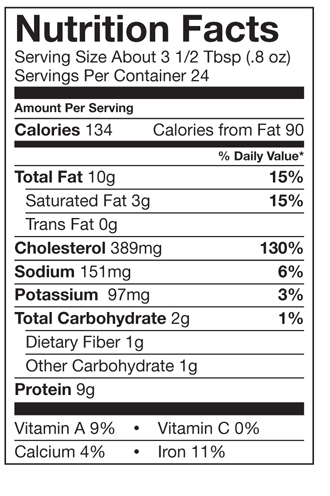 Nutrition Facts
Serving Size About 3 1/2 Tbsp (.8 oz)
Servings Per Container 24
Amount Per Serving
Calories 134 Calories from Fat 90
% Daily Value*
Total Fat 10g 15%
Saturated Fat 3g 15%
Trans Fat 0g
Cholesterol 389mg 130%
Sodium 151mg 6%
Potassium 97mg 3%
Total Carbohydrate 2g 1%
Dietary Fiber 1g
Other Carbohydrate 1g
Protein 9g
Vitamin A 9% • Vitamin C 0%
Calcium 4% • Iron 11%